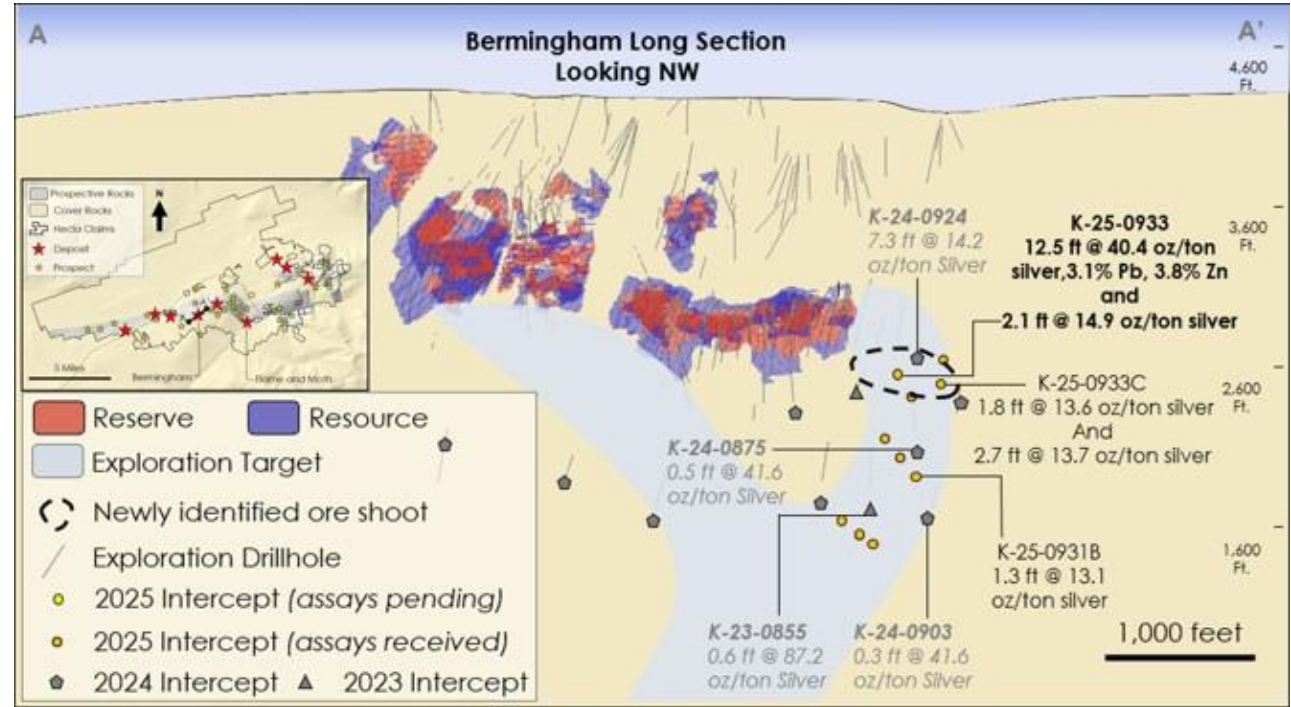 A
A'
Bermingham Long Section
Looking NW
4,600
Ft.
Prospective Rocks
Cover Rocks
Hecla Claims
Deposit
Prospect
N
5 Miles
Bermingham
Flame and Moth
K-24-0924
7.3 ft @ 14.2
oz/ton Silver
K-25-0933
12.5 ft @ 40.4 oz/ton
silver,3.1% Pb, 3.8% Zn
and
2.1 ft @ 14.9 oz/ton silver
3,600
Ft.
K-25-0933C
1.8 ft @ 13.6 oz/ton silver
And
2.7 ft @ 13.7 oz/ton silver
2,600
Ft.
K-24-0875
0.5 ft @ 41.6
oz/ton Silver
K-25-0931B
1.3 ft @ 13.1
oz/ton silver
1,600
Ft.
K-23-0855
0.6 ft @ 87.2
oz/ton Silver
K-24-0903
0.3 ft @ 41.6
oz/ton Silver
1,000 feet
Reserve
Resource
Exploration Target
Newly identified ore shoot
Exploration Drillhole
2025 Intercept (assays pending)
2025 Intercept (assays received)
2024 Intercept
2023 Intercept